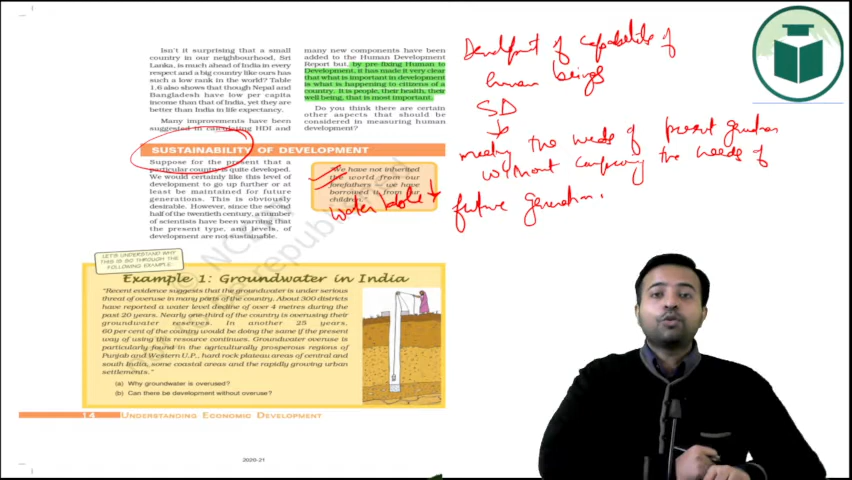 Isn't it surprising that a small
country in our neighbourhood, Sri
Lanka, is much ahead of India in every
respect and a big country like ours has
such a low rank in the world? Table
1.6 also shows that though Nepal and
Bangladesh have low per capita
income than that of India, yet they are
better than India in life expectancy.
Many improvements have been
suggested in calculating HDI and
many new components have been
added to the Human Development
Report but, by pre-fixing Human to
Development, it has made it very clear
that what is important in development
is what is happening to citizens of a
country. It is people, their health, their
well being, that is most important.
Do you think there are certain
other aspects that should be
considered in measuring human
development?
SUSTAINABILITY OF DEVELOPMENT
Suppose for the present that a
particular country is quite developed.
We would certainly like this level of
development to go up further or at
least be maintained for future
generations. This is obviously
desirable. However, since the second
half of the twentieth century, a number
of scientists have been warning that
the present type, and levels, of
development are not sustainable.
"We have not inherited
the world from our
forefathers — we have
borrowed it from our
children."
water table ↓
LET'S UNDERSTAND WHY
THIS IS SO THROUGH THE
FOLLOWING EXAMPLE:
Example 1: Groundwater in India
"Recent evidence suggests that the groundwater is under serious
threat of overuse in many parts of the country. About 300 districts
have reported a water level decline of over 4 metres during the
past 20 years. Nearly one-third of the country is overusing their
groundwater reserves. In another 25 years,
60 per cent of the country would be doing the same if the present
way of using this resource continues. Groundwater overuse is
particularly found in the agriculturally prosperous regions of
Punjab and Western U.P., hard rock plateau areas of central and
south India, some coastal areas and the rapidly growing urban
settlements."
(a) Why groundwater is overused?
(b) Can there be development without overuse?
14 UNDERSTANDING ECONOMIC DEVELOPMENT
2020-21
of capabilities of
human beings
SD
↓
meeting the needs of present generation
without the needs of
future generation.